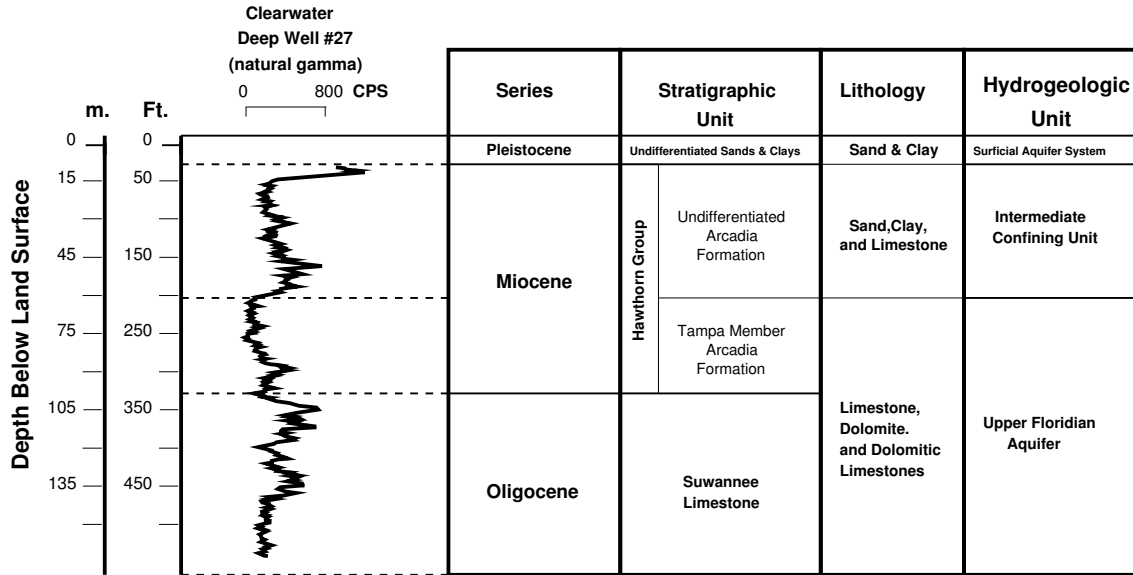 Clearwater
Deep Well #27
(natural gamma)
0 800 CPS
m. Ft.
Series
Stratigraphic
Unit
Lithology
Hydrogeologic
Unit
Depth Below Land Surface
0 0
15 50
45 150
75 250
105 350
135 450
Pleistocene
Undifferentiated Sands & Clays
Sand & Clay
Surficial Aquifer System
Miocene
Hawthorn Group
Undifferentiated
Arcadia
Formation
Sand,Clay,
and Limestone
Intermediate
Confining Unit
Tampa Member
Arcadia
Formation
Limestone,
Dolomite.
and Dolomitic
Limestones
Upper Floridian
Aquifer
Oligocene
Suwannee
Limestone